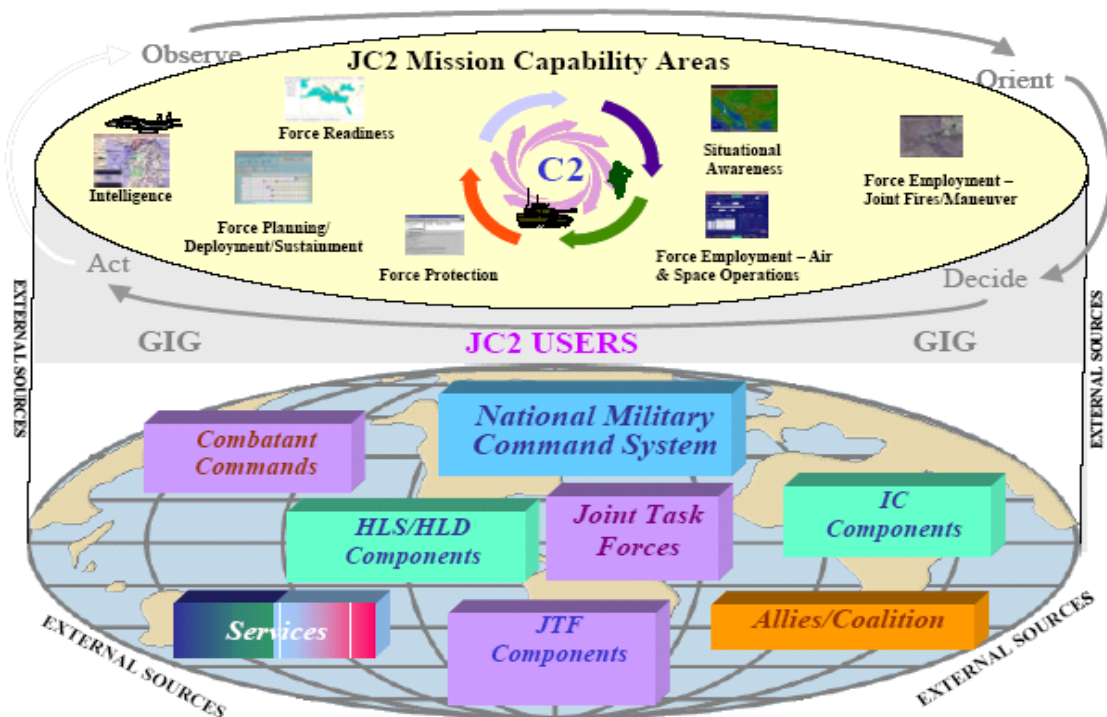 Observe
JC2 Mission Capability Areas
Orient
Force Readiness
Situational
Awareness
Intelligence
C2
Force Employment –
Joint Fires/Maneuver
Force Planning/
Deployment/Sustainment
Force Protection
Force Employment – Air
& Space Operations
Act
Decide
EXTERNAL SOURCES
EXTERNAL SOURCES
GIG
JC2 USERS
GIG
National Military
Command System
Combatant
Commands
HLS/HLD
Components
Joint Task
Forces
IC
Components
Services
JTF
Components
Allies/Coalition
EXTERNAL SOURCES
EXTERNAL SOURCES